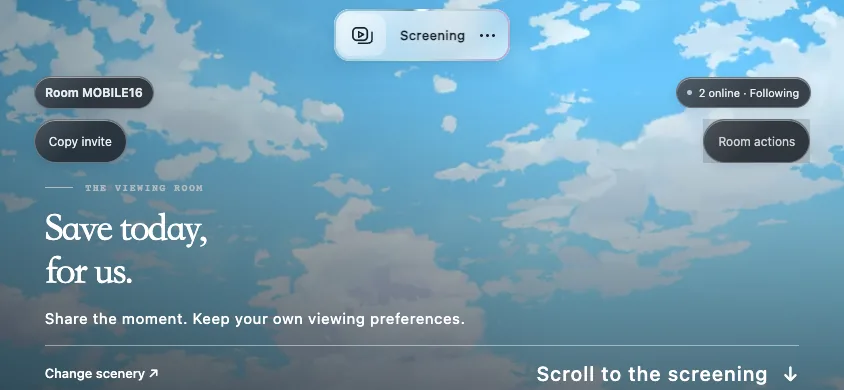 Screening
Room MOBILE16
2 online · Following
Copy invite
Room actions
THE VIEWING ROOM
Save today,
for us.
Share the moment. Keep your own viewing preferences.
Change scenery ↗
Scroll to the screening ↓